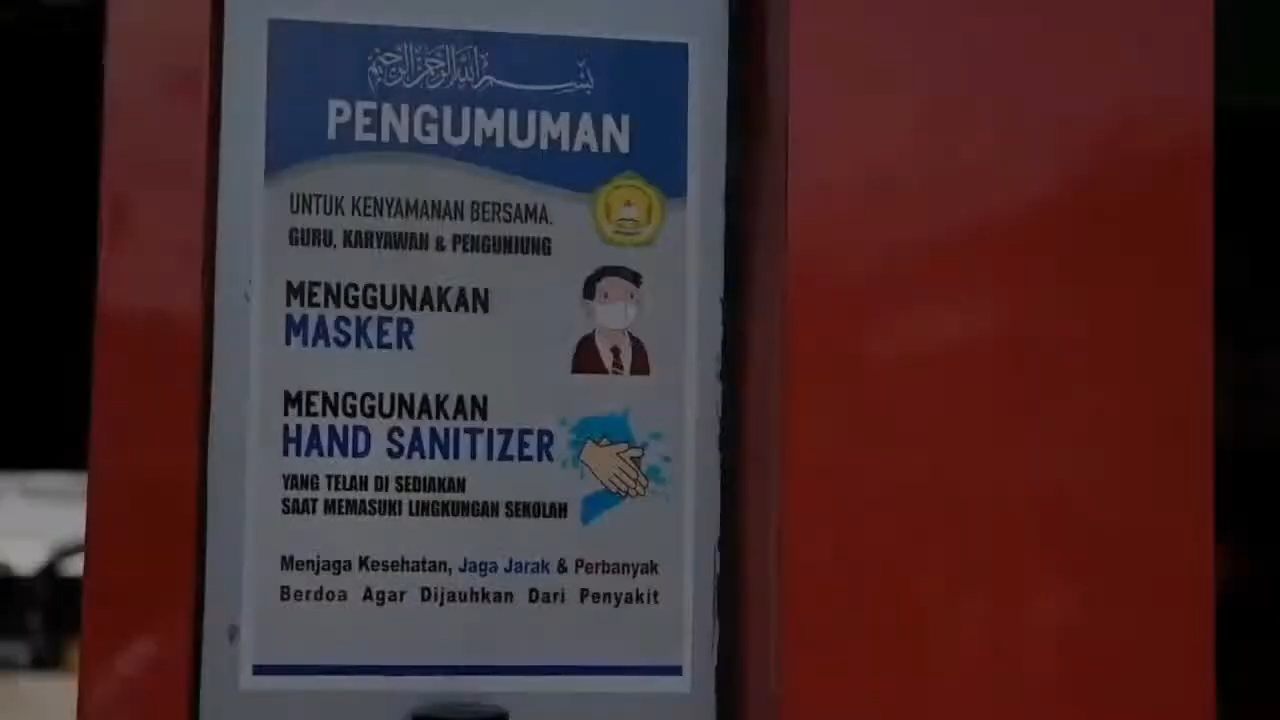 بسم الله الرحمن الرحيم
PENGUMUMAN
UNTUK KENYAMANAN BERSAMA.
GURU, KARYAWAN & PENGUNJUNG
MENGGUNAKAN
MASKER
MENGGUNAKAN
HAND SANITIZER
YANG TELAH DI SEDIAKAN
SAAT MEMASUKI LINGKUNGAN SEKOLAH
Menjaga Kesehatan, Jaga Jarak & Perbanyak
Berdoa Agar Dijauhkan Dari Penyakit